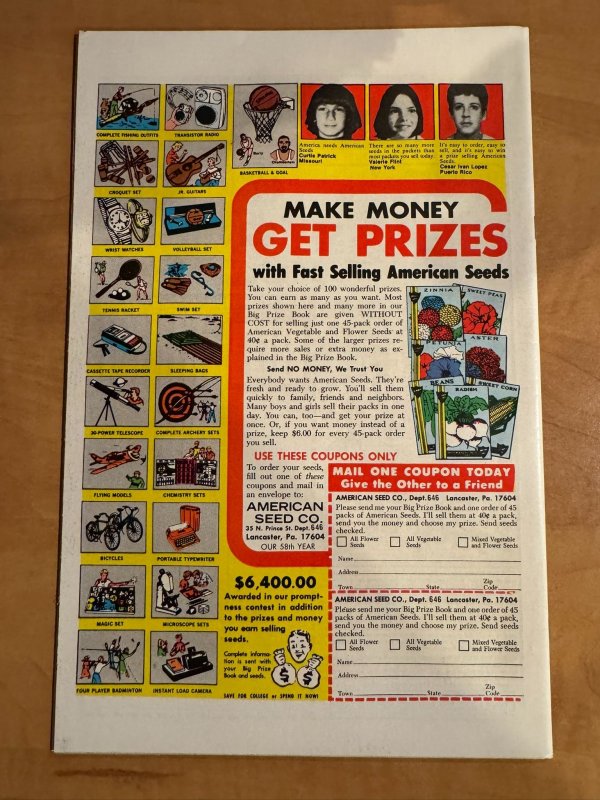 COMPLETE FISHING OUTFITS
TRANSISTOR RADIO
CROQUET SET
JR. GUITARS
WRIST WATCHES
VOLLEYBALL SET
TENNIS RACKET
SWIM SET
CASSETTE TAPE RECORDER
SLEEPING BAGS
30-POWER TELESCOPE
COMPLETE ARCHERY SETS
FLYING MODELS
CHEMISTRY SETS
BICYCLES
PORTABLE TYPEWRITER
MAGIC SET
MICROSCOPE SETS
FOUR PLAYER BADMINTON
INSTANT LOAD CAMERA
BASKETBALL & GOAL
America needs American
Seeds
Curtis Patrick
Missouri
There are so many more
seeds in the packets than
most packets you sell today.
Valerie Flint
New York
It's easy to order, easy to
sell, and it's easy to win
a prize selling American
Seeds.
Cesar Ivan Lopez
Puerto Rico
MAKE MONEY
GET PRIZES
with Fast Selling American Seeds
Take your choice of 100 wonderful prizes.
You can earn as many as you want. Most
prizes shown here and many more in our
Big Prize Book are given WITHOUT
COST for selling just one 45-pack order of
American Vegetable and Flower Seeds at
40¢ a pack. Some of the larger prizes re-
quire more sales or extra money as ex-
plained in the Big Prize Book.
Send NO MONEY, We Trust You
Everybody wants American Seeds. They're
fresh and ready to grow. You'll sell them
quickly to family, friends and neighbors.
Many boys and girls sell their packs in one
day. You can, too—and get your prize at
once. Or, if you want money instead of a
prize, keep $6.00 for every 45-pack order
you sell.
ZINNIA
SWEET PEAS
PETUNIA
ASTER
BEANS
RADISH
SWEET CORN
USE THESE COUPONS ONLY
To order your seeds,
fill out one of these
coupons and mail in
an envelope to:
AMERICAN
SEED CO.
35 N. Prince St. Dept. 646
Lancaster, Pa. 17604
OUR 58th YEAR
$6,400.00
Awarded in our prompt-
ness contest in addition
to the prizes and money
you earn selling
seeds.
Complete informa-
tion is sent with
your Big Prize
Book and seeds.
$ $
SAVE FOR COLLEGE or SPEND IT NOW!
MAIL ONE COUPON TODAY
Give the Other to a Friend
AMERICAN SEED CO., Dept. 646 Lancaster, Pa. 17604
Please send me your Big Prize Book and one order of 45
packs of American Seeds. I'll sell them at 40¢ a pack,
send you the money and choose my prize. Send seeds
checked.
All Flower
Seeds
All Vegetable
Seeds
Mixed Vegetable
and Flower Seeds
Name
Address
Town State Zip Code
AMERICAN SEED CO., Dept. 646 Lancaster, Pa. 17604
Please send me your Big Prize Book and one order of 45
packs of American Seeds. I'll sell them at 40¢ a pack,
send you the money and choose my prize. Send seeds
checked.
All Flower
Seeds
All Vegetable
Seeds
Mixed Vegetable
and Flower Seeds
Name
Address
Town State Zip Code